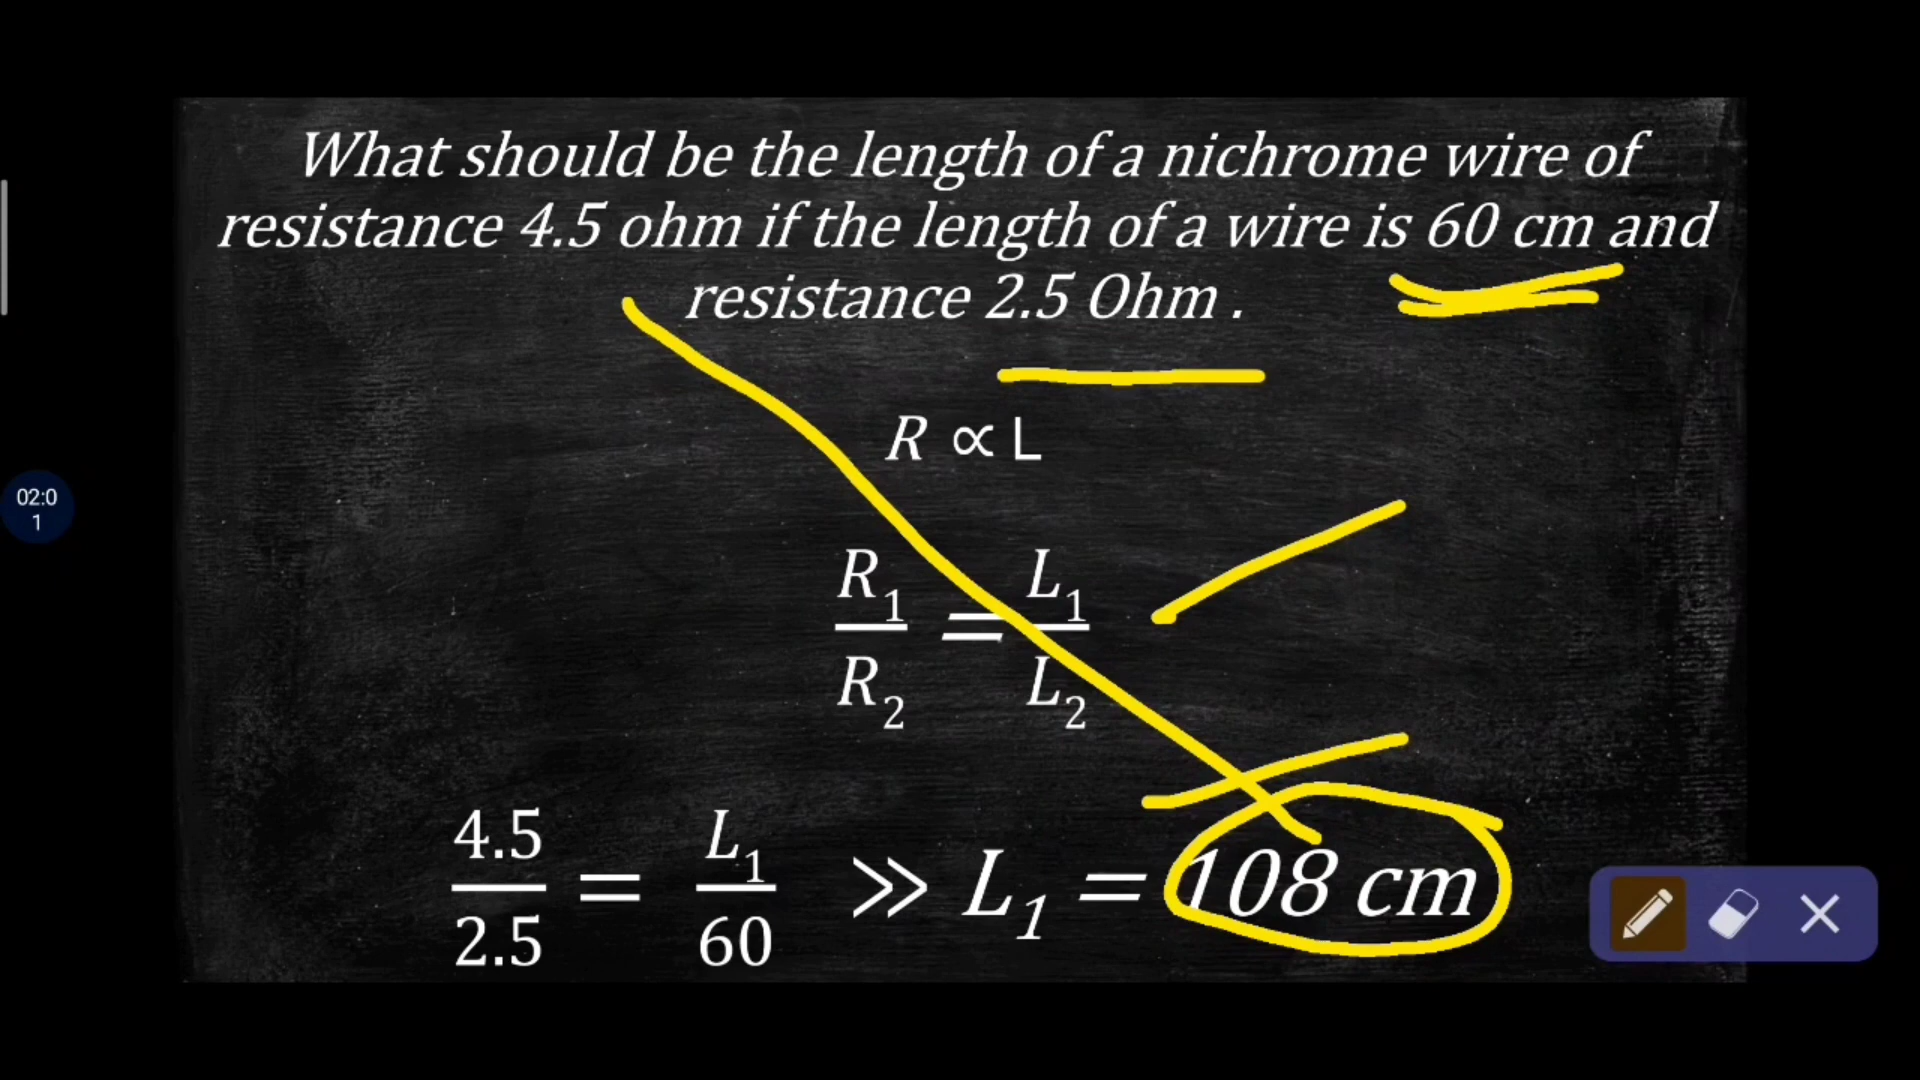 What should be the length of a nichrome wire of
resistance 4.5 ohm if the length of a wire is 60 cm and
resistance 2.5 Ohm .
R ∝ L
R₁/R₂ = L₁/L₂
4.5/2.5 = L₁/60 ≫ L₁ = 108 cm
02:0
1